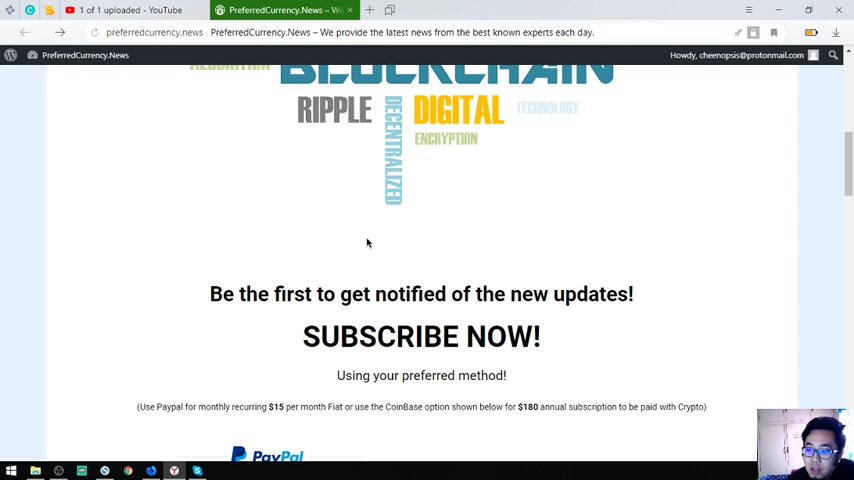 1 of 1 uploaded - YouTube
PreferredCurrency.News – We
preferredcurrency.news PreferredCurrency.News – We provide the latest news from the best known experts each day.
PreferredCurrency.News
Howdy, cheenopsis@protonmail.com
ALGORITHM
BLOCKCHAIN
RIPPLE
DECENTRALIZED
DIGITAL
TECHNOLOGY
ENCRYPTION
Be the first to get notified of the new updates!
SUBSCRIBE NOW!
Using your preferred method!
(Use Paypal for monthly recurring $15 per month Fiat or use the CoinBase option shown below for $180 annual subscription to be paid with Crypto)
PayPal